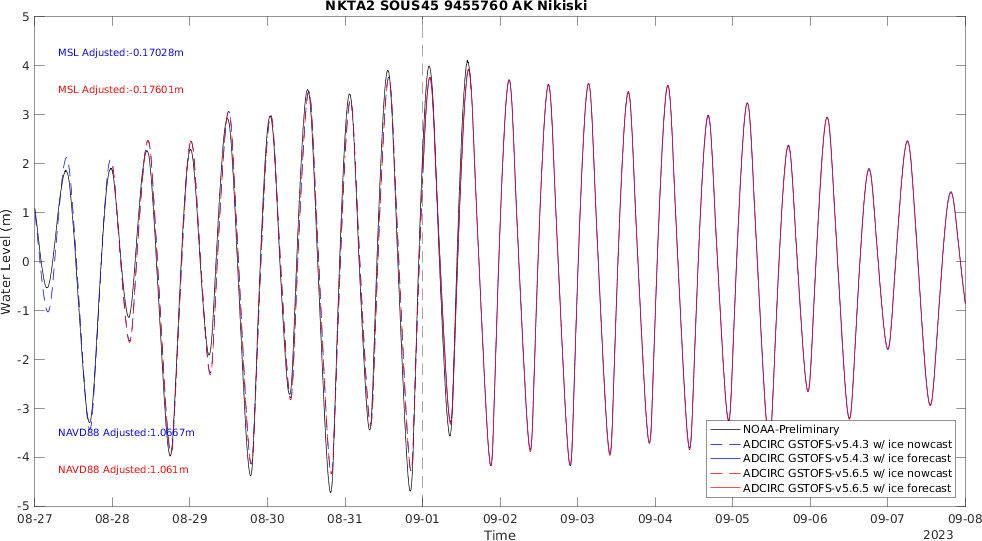 NKTA2 SOUS45 9455760 AK Nikiski
5
4
3
2
1
0
-1
-2
-3
-4
-5
Water Level (m)
MSL Adjusted:-0.17028m
MSL Adjusted:-0.17601m
NAVD88 Adjusted:1.0667m
NAVD88 Adjusted:1.061m
NOAA-Preliminary
ADCIRC GSTOFS-v5.4.3 w/ ice nowcast
ADCIRC GSTOFS-v5.4.3 w/ ice forecast
ADCIRC GSTOFS-v5.6.5 w/ ice nowcast
ADCIRC GSTOFS-v5.6.5 w/ ice forecast
08-27 08-28 08-29 08-30 08-31 09-01 09-02 09-03 09-04 09-05 09-06 09-07 09-08
Time
2023